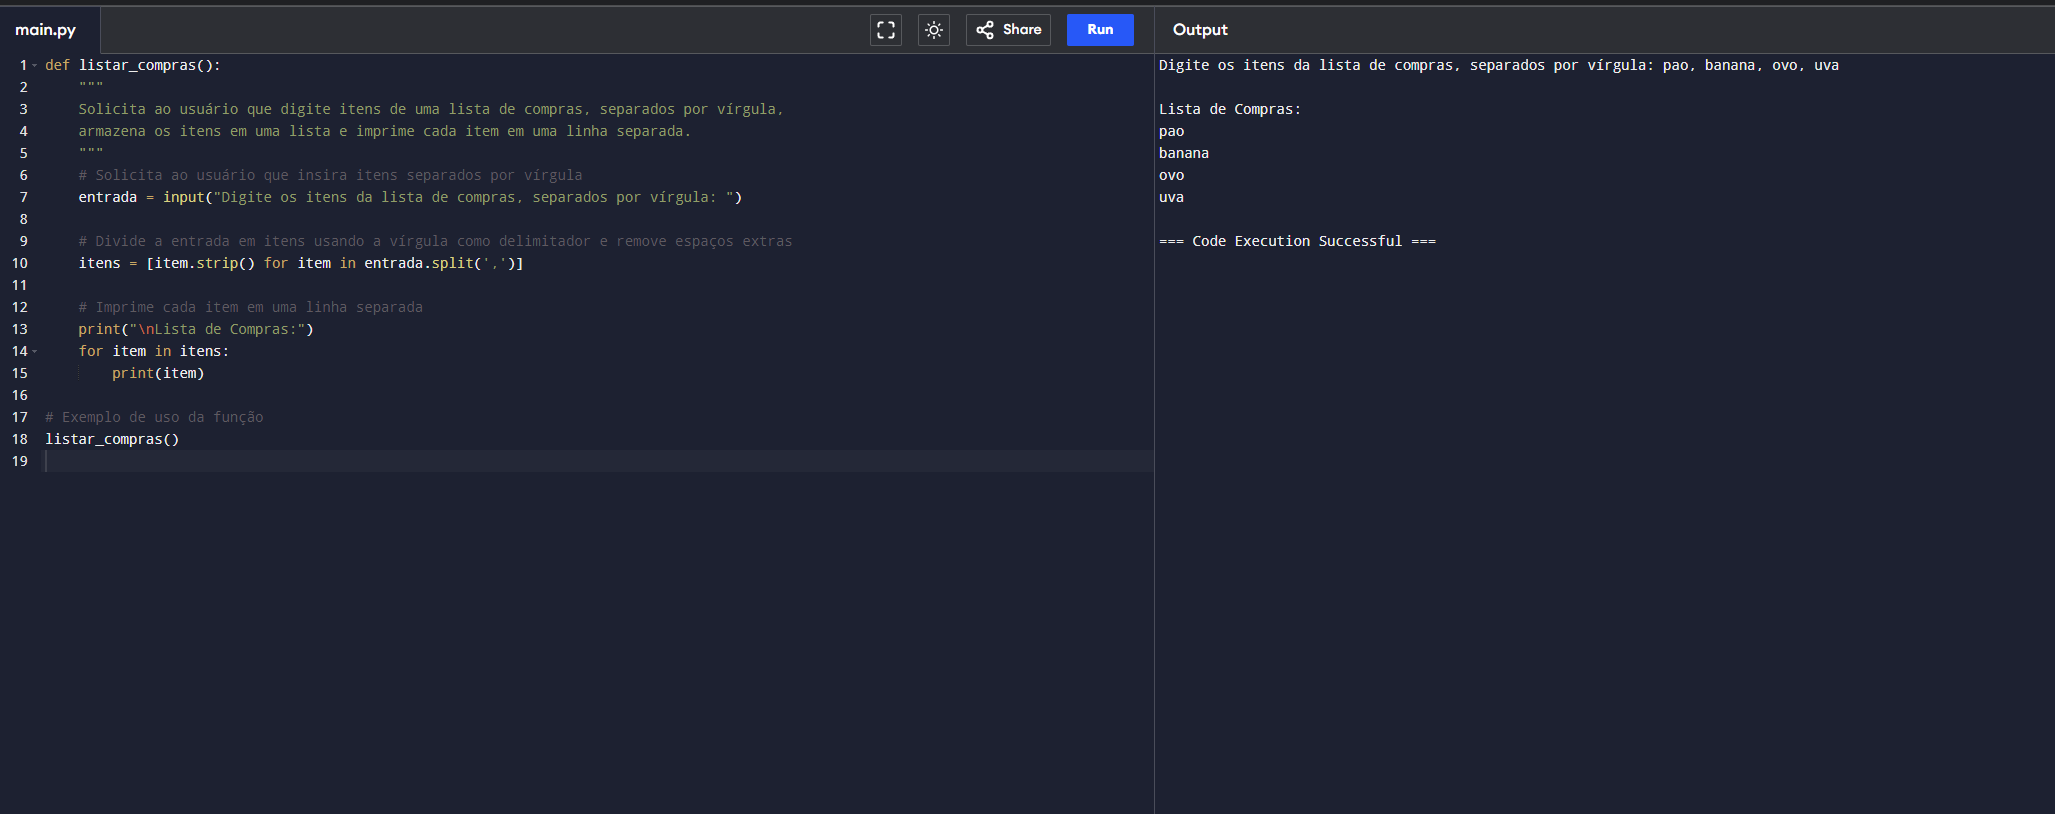 main.py
Share
Run
Output
1 def listar_compras():
2     """
3     Solicita ao usuário que digite itens de uma lista de compras, separados por vírgula,
4     armazena os itens em uma lista e imprime cada item em uma linha separada.
5     """
6     # Solicita ao usuário que insira itens separados por vírgula
7     entrada = input("Digite os itens da lista de compras, separados por vírgula: ")
8
9     # Divide a entrada em itens usando a vírgula como delimitador e remove espaços extras
10     itens = [item.strip() for item in entrada.split(',')]
11
12     # Imprime cada item em uma linha separada
13     print("\nLista de Compras:")
14     for item in itens:
15         print(item)
16
17 # Exemplo de uso da função
18 listar_compras()
19
Digite os itens da lista de compras, separados por vírgula: pao, banana, ovo, uva
Lista de Compras:
pao
banana
ovo
uva
=== Code Execution Successful ===